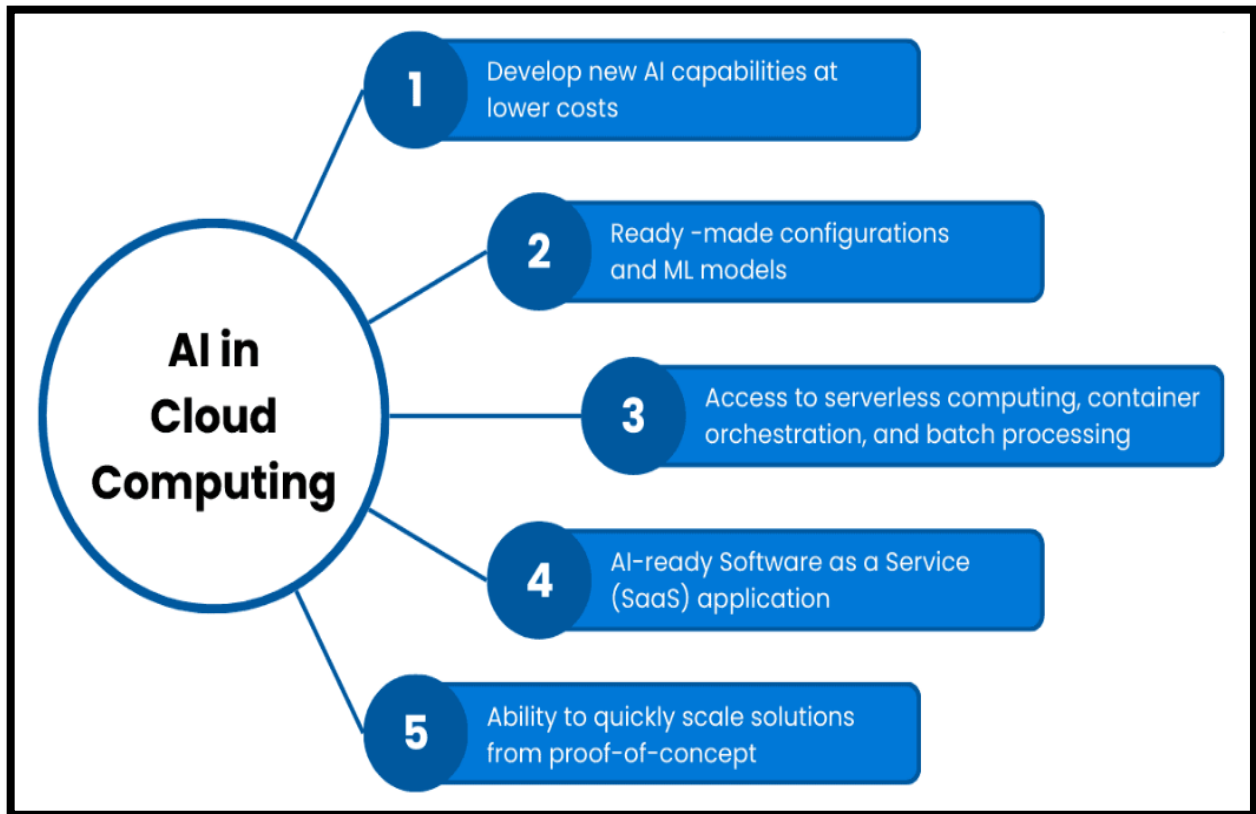 AI in
Cloud
Computing
1
Develop new AI capabilities at
lower costs
2
Ready -made configurations
and ML models
3
Access to serverless computing, container
orchestration, and batch processing
4
AI-ready Software as a Service
(SaaS) application
5
Ability to quickly scale solutions
from proof-of-concept